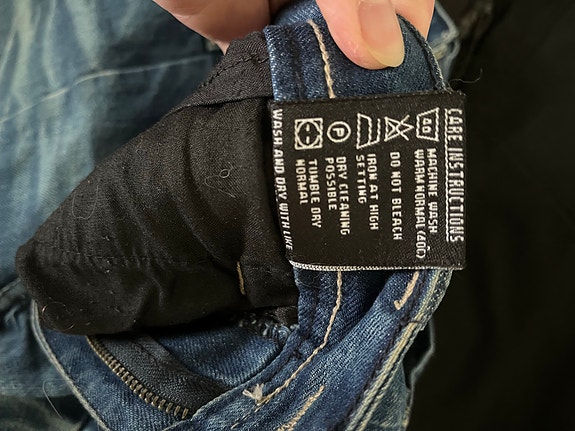 CARE INSTRUCTIONS
40
MACHINE WASH
WARM NORMAL (40C)
DO NOT BLEACH
IRON AT HIGH
SETTING
P
DRY CLEANING
POSSIBLE
TUMBLE DRY
NORMAL
WASH AND DRY WITH LIKE